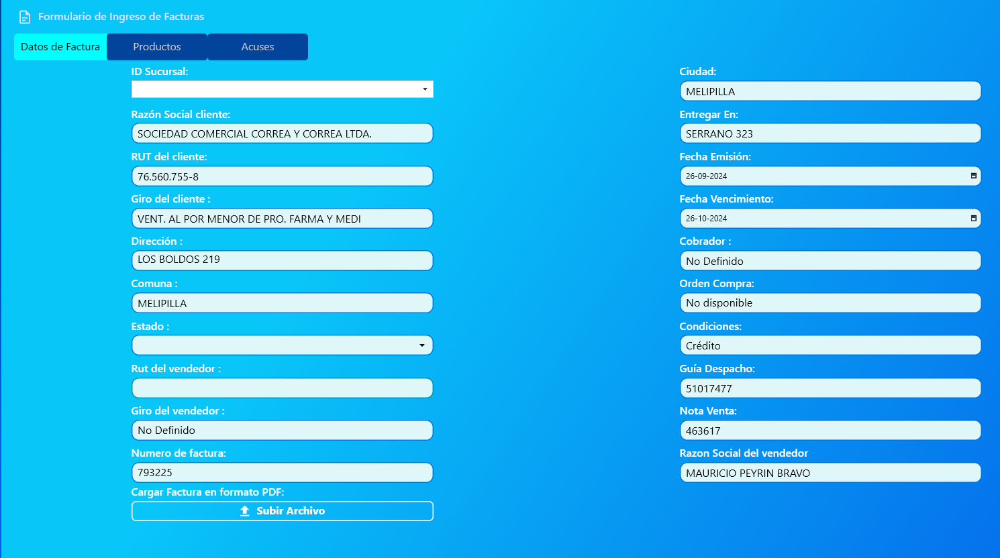 Formulario de Ingreso de Facturas
Datos de Factura
Productos
Acuses
ID Sucursal:
Razón Social cliente:
SOCIEDAD COMERCIAL CORREA Y CORREA LTDA.
RUT del cliente:
76.560.755-8
Giro del cliente :
VENT. AL POR MENOR DE PRO. FARMA Y MEDI
Dirección :
LOS BOLDOS 219
Comuna :
MELIPILLA
Estado :
Rut del vendedor :
Giro del vendedor :
No Definido
Numero de factura:
793225
Cargar Factura en formato PDF:
Subir Archivo
Ciudad:
MELIPILLA
Entregar En:
SERRANO 323
Fecha Emisión:
26-09-2024
Fecha Vencimiento:
26-10-2024
Cobrador :
No Definido
Orden Compra:
No disponible
Condiciones:
Crédito
Guía Despacho:
51017477
Nota Venta:
463617
Razon Social del vendedor
MAURICIO PEYRIN BRAVO